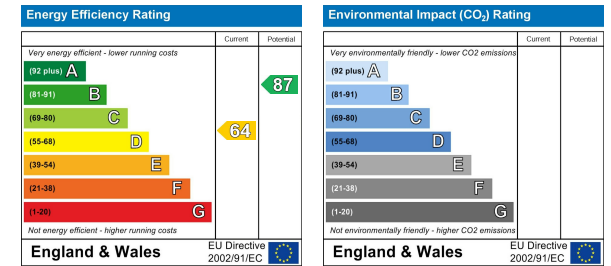 Energy Efficiency Rating
Current Potential
Very energy efficient - lower running costs
(92 plus) A
(81-91) B
87
(69-80) C
(55-68) D
64
(39-54) E
(21-38) F
(1-20) G
Not energy efficient - higher running costs
England & Wales
EU Directive
2002/91/EC
Environmental Impact (CO₂) Rating
Current Potential
Very environmentally friendly - lower CO2 emissions
(92 plus) A
(81-91) B
(69-80) C
(55-68) D
(39-54) E
(21-38) F
(1-20) G
Not environmentally friendly - higher CO2 emissions
England & Wales
EU Directive
2002/91/EC